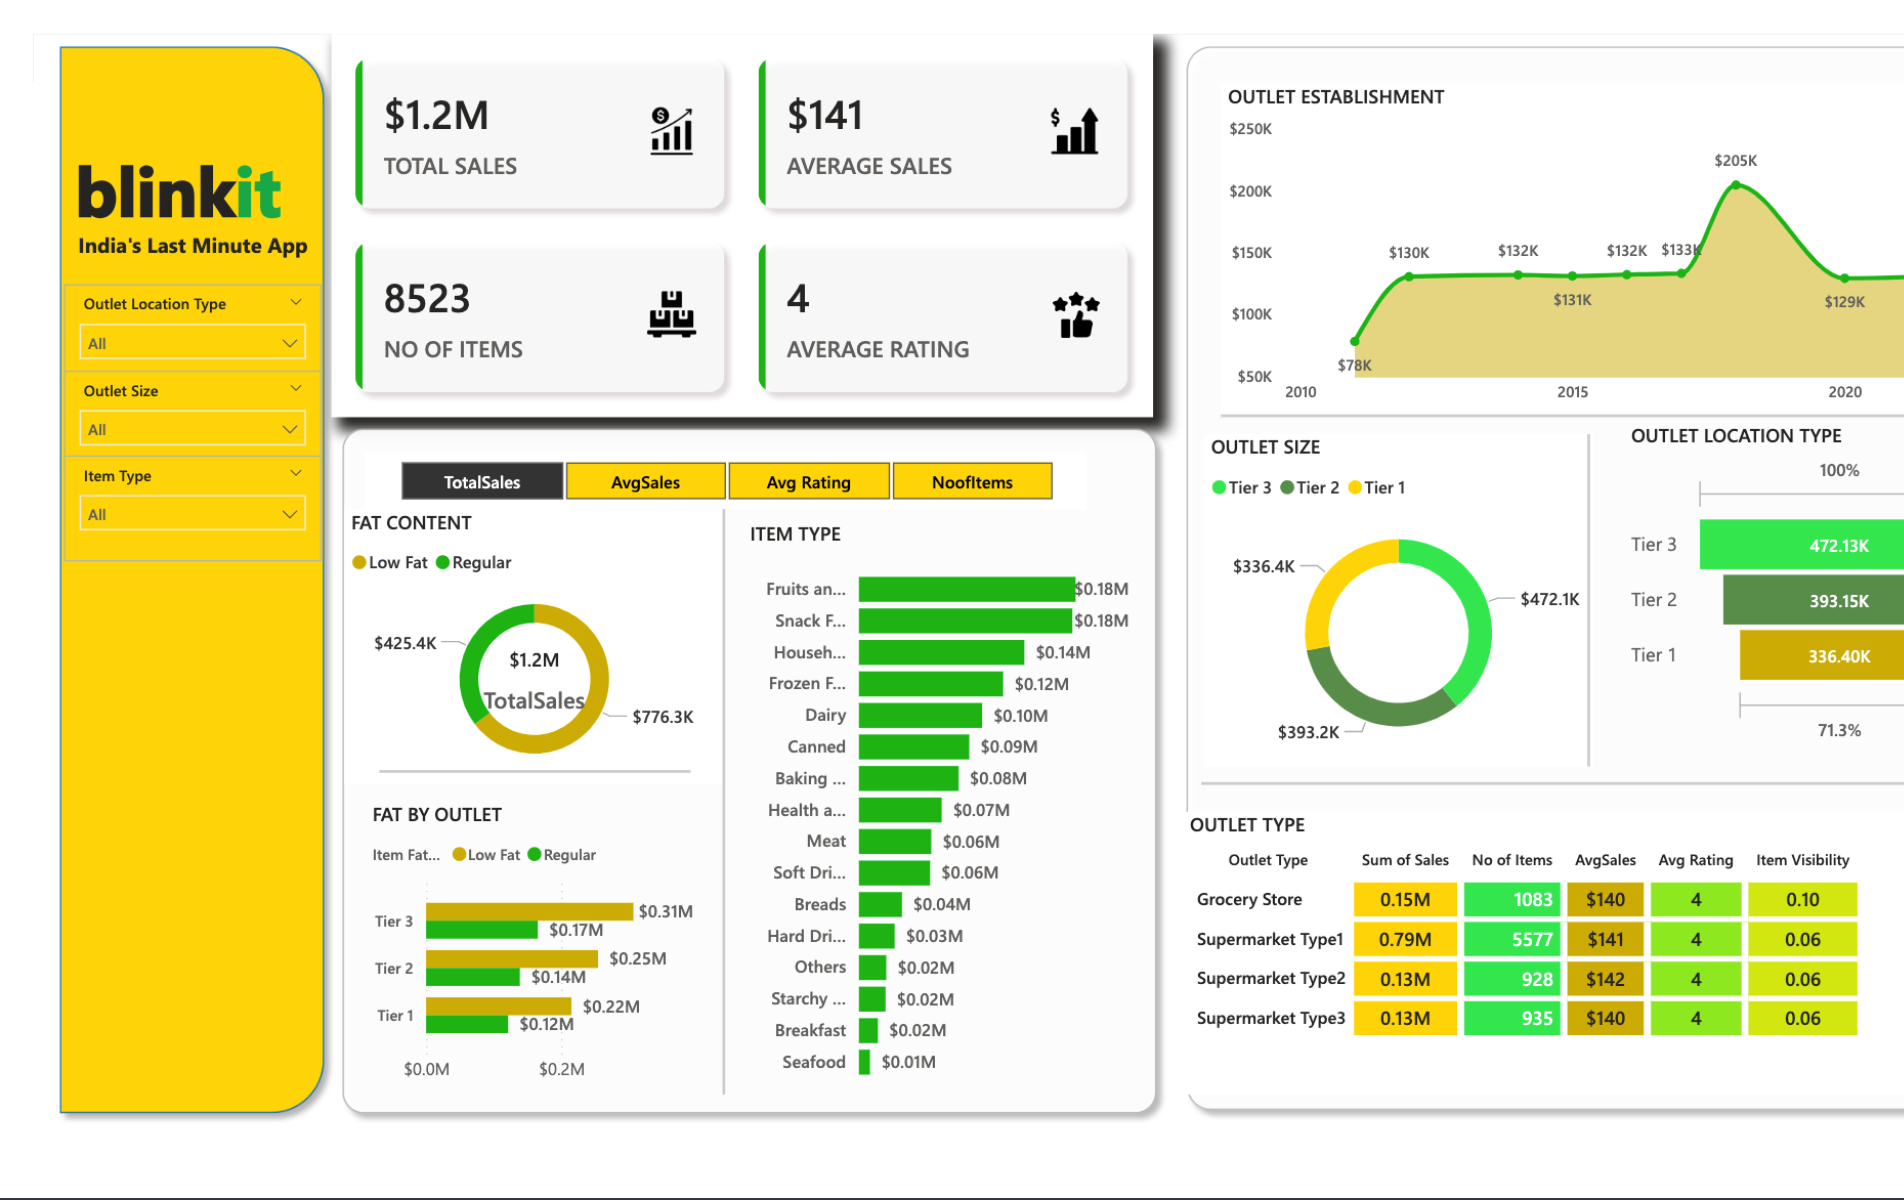 blinkit
India's Last Minute App
Outlet Location Type
All
Outlet Size
All
Item Type
All
$1.2M
TOTAL SALES
$141
AVERAGE SALES
8523
NO OF ITEMS
4
AVERAGE RATING
TotalSales AvgSales Avg Rating NoofItems
FAT CONTENT
Low Fat Regular
$425.4K
$1.2M
TotalSales
$776.3K
FAT BY OUTLET
Item Fat... Low Fat Regular
Tier 3 $0.31M
$0.17M
Tier 2 $0.25M
$0.14M
Tier 1 $0.22M
$0.12M
$0.0M $0.2M
ITEM TYPE
Fruits an... $0.18M
Snack F... $0.18M
Househ... $0.14M
Frozen F... $0.12M
Dairy $0.10M
Canned $0.09M
Baking ... $0.08M
Health a... $0.07M
Meat $0.06M
Soft Dri... $0.06M
Breads $0.04M
Hard Dri... $0.03M
Others $0.02M
Starchy ... $0.02M
Breakfast $0.02M
Seafood $0.01M
OUTLET ESTABLISHMENT
$250K
$200K
$150K
$100K
$50K
$78K
$130K
$132K
$131K
$132K
$133K
$205K
$129K
2010 2015 2020
OUTLET SIZE
Tier 3 Tier 2 Tier 1
$336.4K
$472.1K
$393.2K
OUTLET LOCATION TYPE
100%
Tier 3 472.13K
Tier 2 393.15K
Tier 1 336.40K
71.3%
OUTLET TYPE
Outlet Type Sum of Sales No of Items AvgSales Avg Rating Item Visibility
Grocery Store 0.15M 1083 $140 4 0.10
Supermarket Type1 0.79M 5577 $141 4 0.06
Supermarket Type2 0.13M 928 $142 4 0.06
Supermarket Type3 0.13M 935 $140 4 0.06